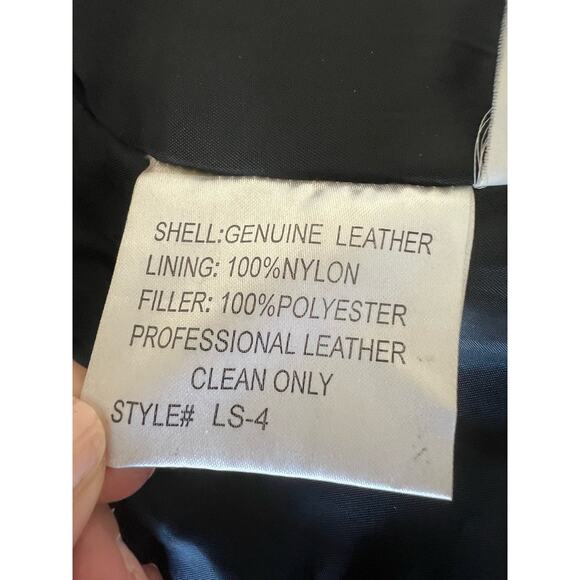 SHELL:GENUINE LEATHER
LINING: 100%NYLON
FILLER: 100%POLYESTER
PROFESSIONAL LEATHER
CLEAN ONLY
STYLE# LS-4